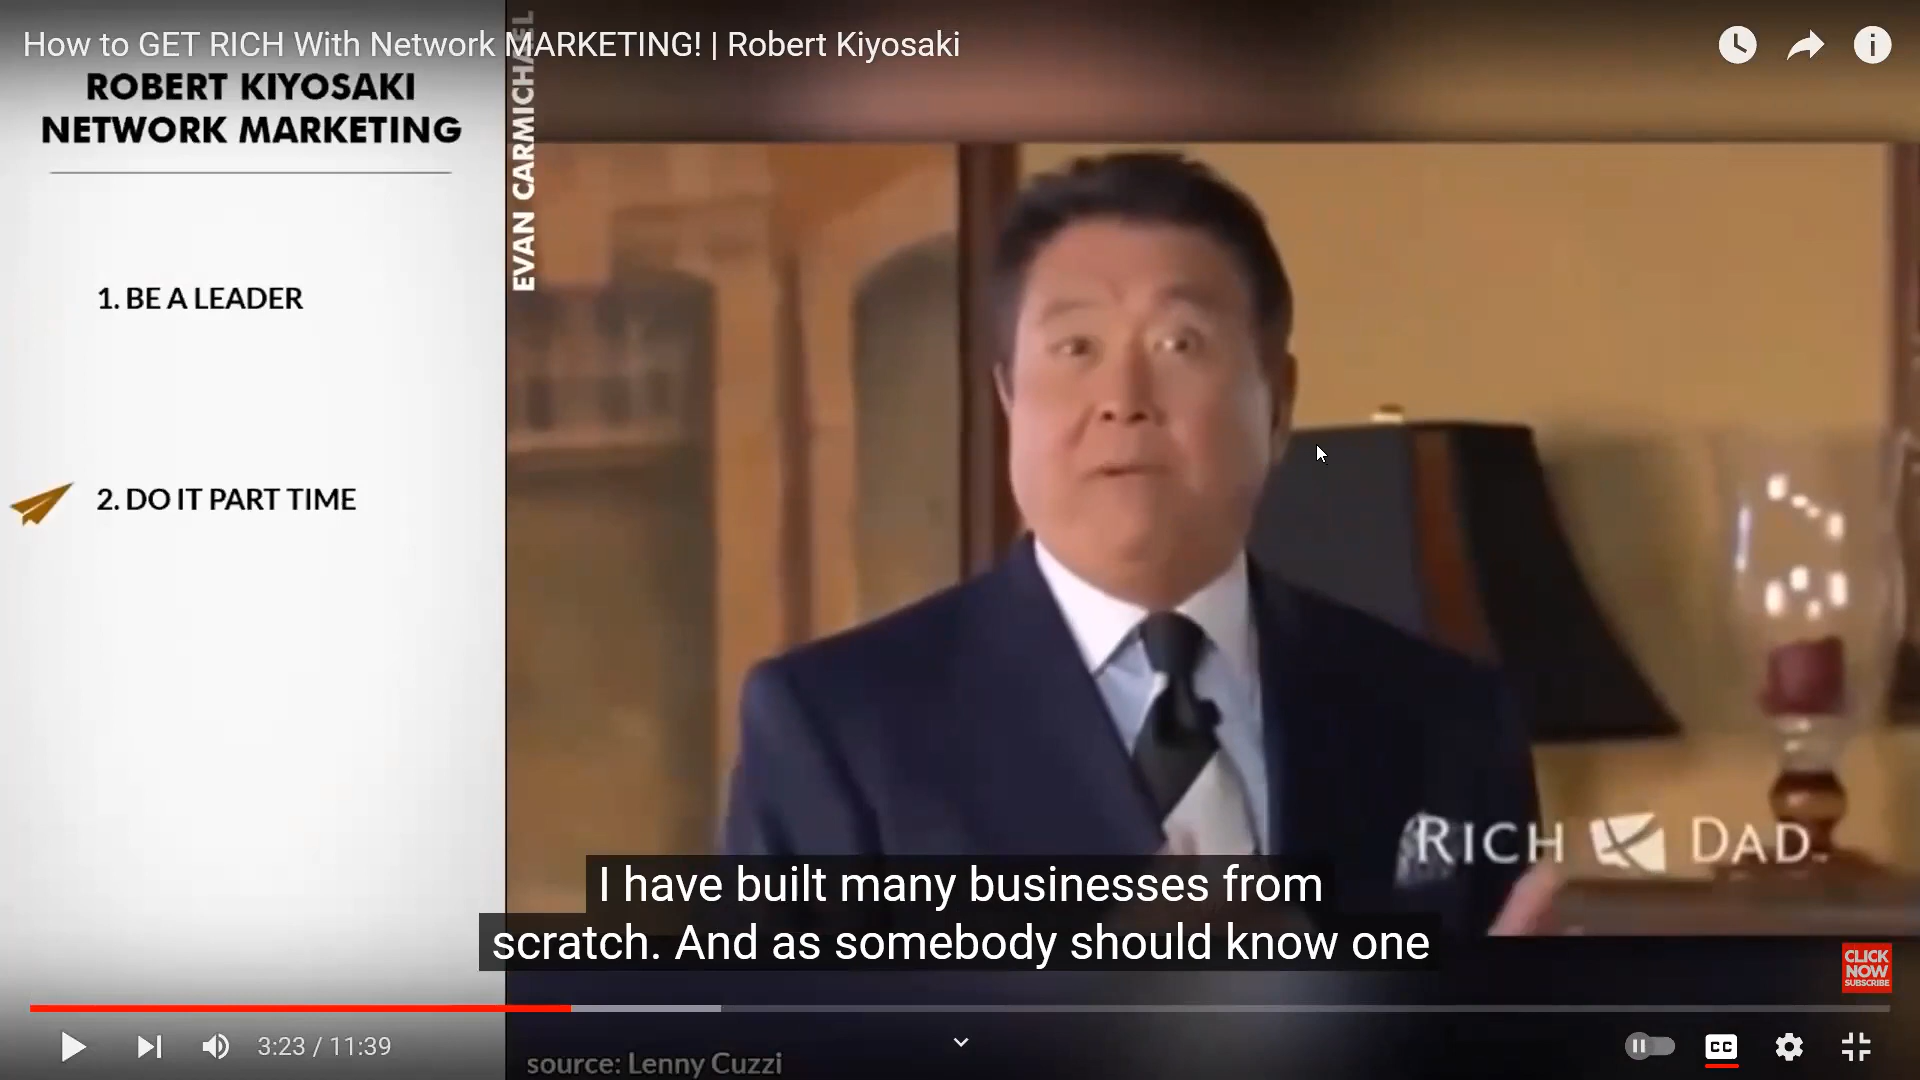 How to GET RICH With Network MARKETING! | Robert Kiyosaki
ROBERT KIYOSAKI
NETWORK MARKETING
1. BE A LEADER
2. DO IT PART TIME
EVAN CARMICHAEL
RICH DAD
I have built many businesses from
scratch. And as somebody should know one
CLICK
NOW
SUBSCRIBE
3:23 / 11:39
CC
source: Lenny Cuzzi